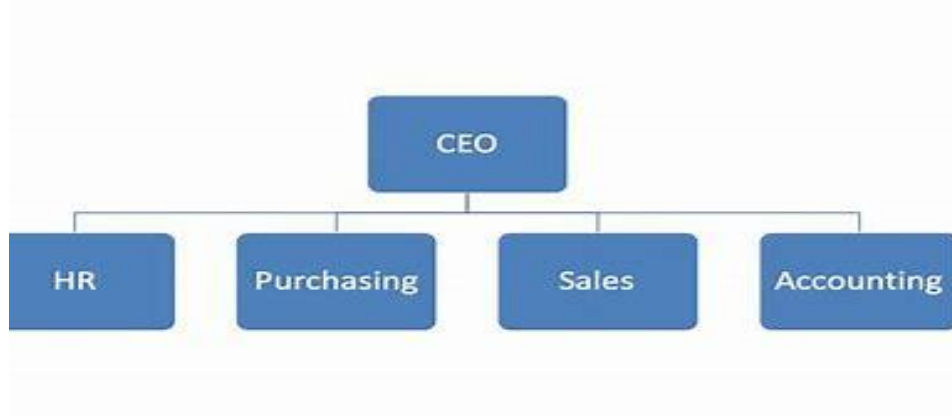 CEO
HR
Purchasing
Sales
Accounting